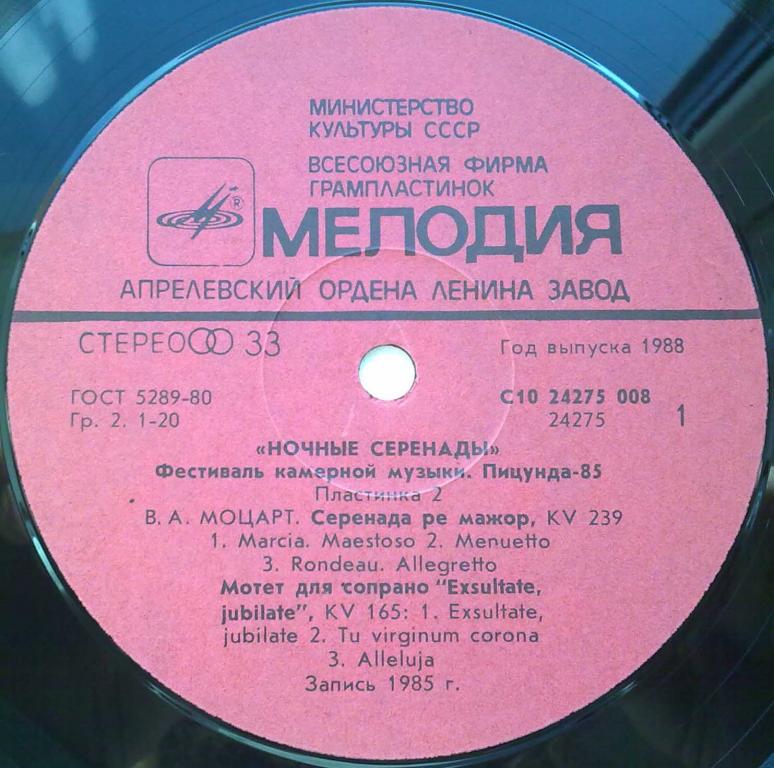 МИНИСТЕРСТВО
КУЛЬТУРЫ СССР
ВСЕСОЮЗНАЯ ФИРМА
ГРАМПЛАСТИНОК
®
МЕЛОДИЯ
АПРЕЛЕВСКИЙ ОРДЕНА ЛЕНИНА ЗАВОД
СТЕРЕО 33
Год выпуска 1988
ГОСТ 5289-80
Гр. 2. 1-20
С10 24275 008
24275 1
«НОЧНЫЕ СЕРЕНАДЫ»
Фестиваль камерной музыки. Пицунда-85
Пластинка 2
В. А. МОЦАРТ. Серенада ре мажор, KV 239
1. Marcia. Maestoso 2. Menuetto
3. Rondeau. Allegretto
Мотет для сопрано "Exsultate,
jubilate", KV 165: 1. Exsultate,
jubilate 2. Tu virginum corona
3. Alleluja
Запись 1985 г.